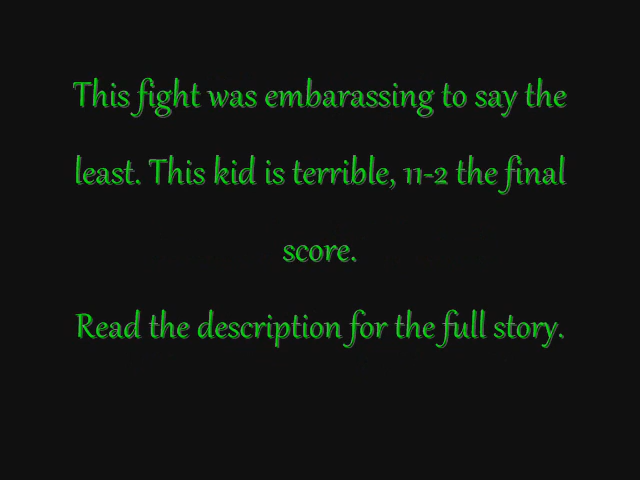 This fight was embarassing to say the
least. This kid is terrible, 11-2 the final
score.
Read the description for the full story.